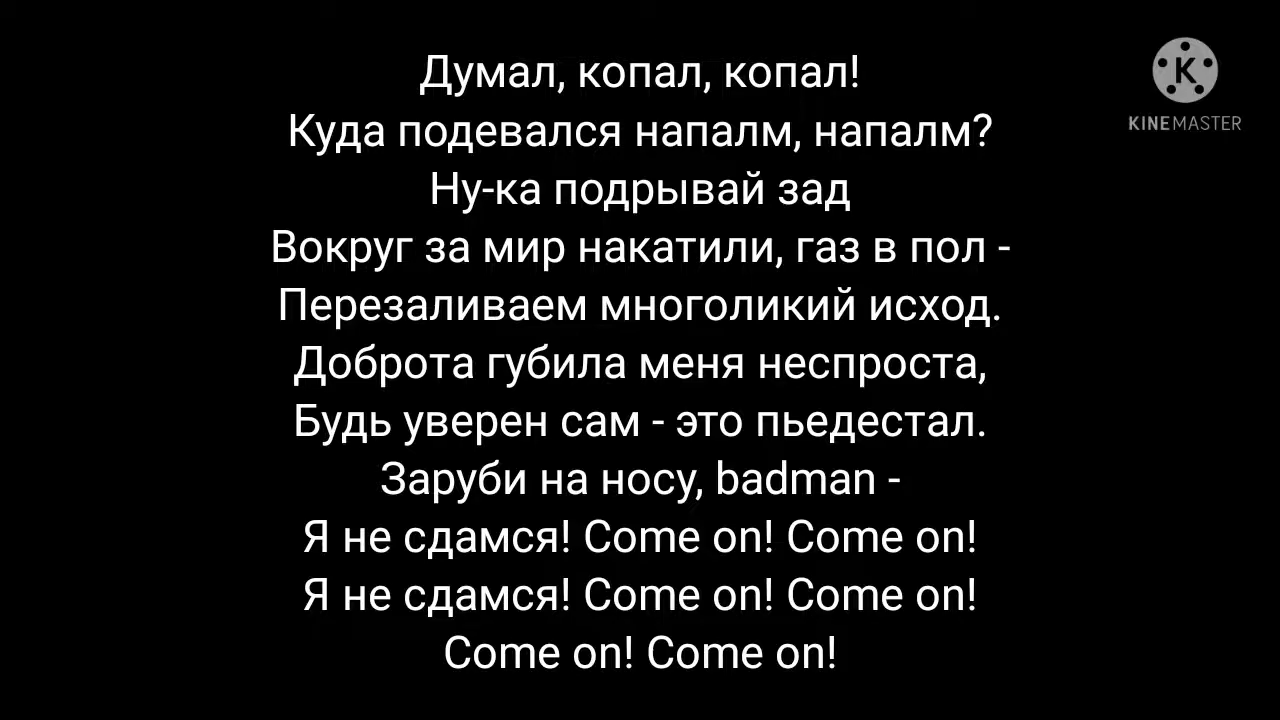 Думал, копал, копал!
Куда подевался напалм, напалм?
Ну-ка подрывай зад
Вокруг за мир накатили, газ в пол -
Перезаливаем многоликий исход.
Доброта губила меня неспроста,
Будь уверен сам - это пьедестал.
Заруби на носу, badman -
Я не сдамся! Come on! Come on!
Я не сдамся! Come on! Come on!
Come on! Come on!
K
KINEMASTER